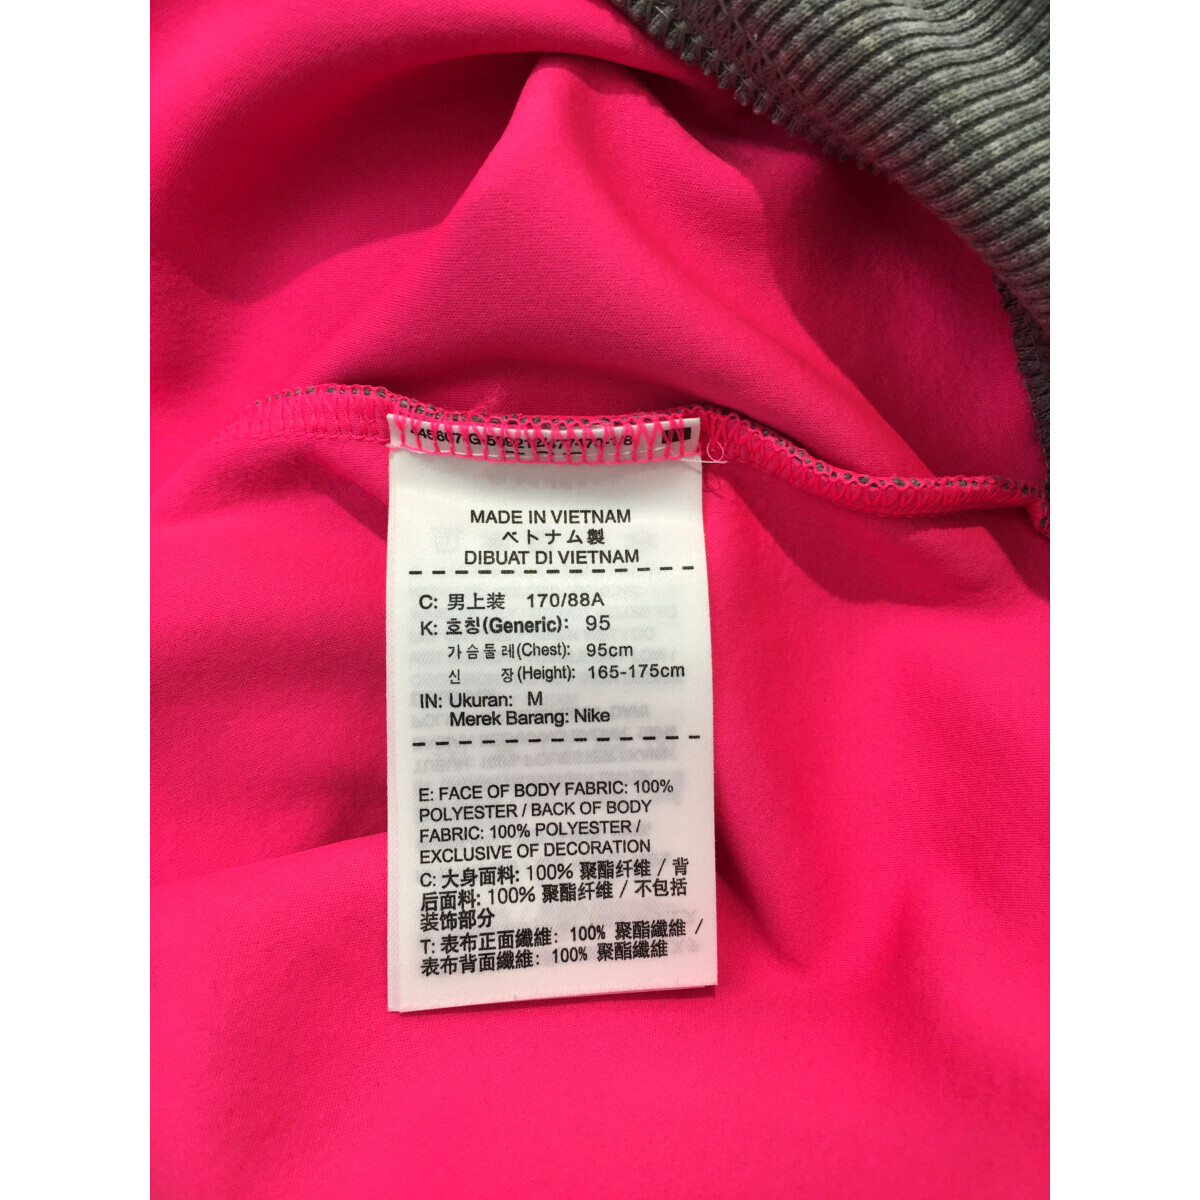 MADE IN VIETNAM
ベトナム製
DIBUAT DI VIETNAM
C: 男上装 170/88A
K: 호칭(Generic): 95
가슴둘레(Chest): 95cm
신 장(Height): 165-175cm
IN: Ukuran: M
Merek Barang: Nike
E: FACE OF BODY FABRIC: 100%
POLYESTER / BACK OF BODY
FABRIC: 100% POLYESTER /
EXCLUSIVE OF DECORATION
C: 大身面料: 100% 聚酯纤维 / 背
后面料: 100% 聚酯纤维 / 不包括
装饰部分
T: 表布正面纖維: 100% 聚酯纖維 /
表布背面纖維: 100% 聚酯纖維